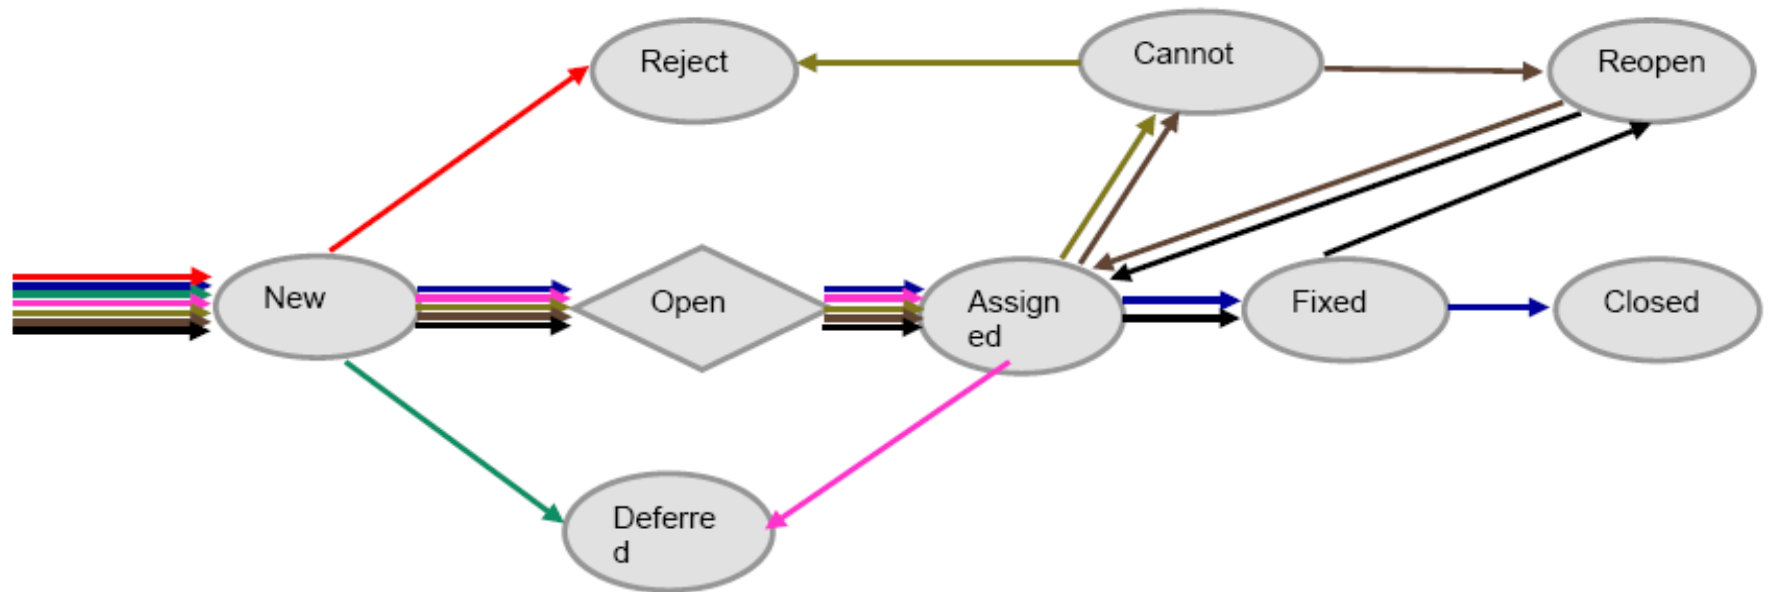 Reject
Cannot
Reopen
New
Open
Assign
ed
Fixed
Closed
Deferre
d